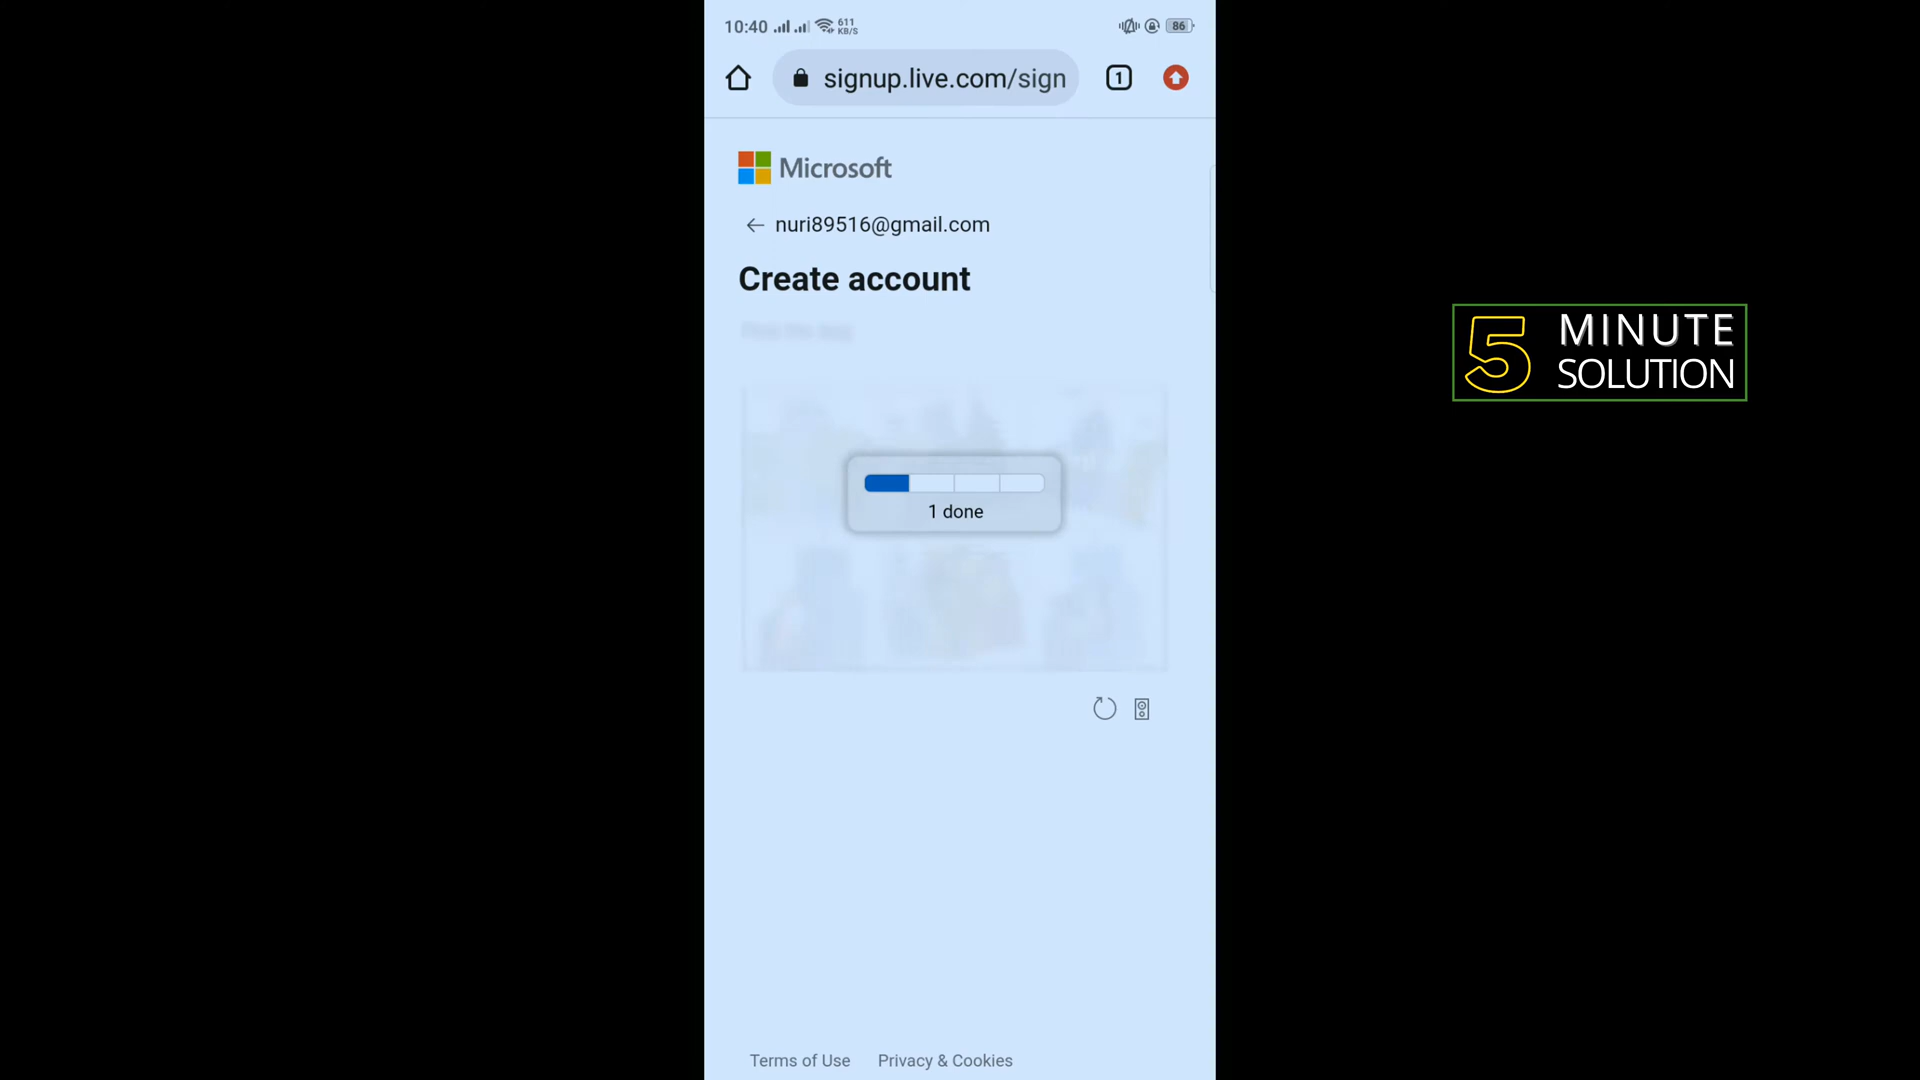 10:40 611 KB/S 86
signup.live.com/sign 1
Microsoft
nuri89516@gmail.com
Create account
1 done
Terms of Use Privacy & Cookies
5 MINUTE
SOLUTION